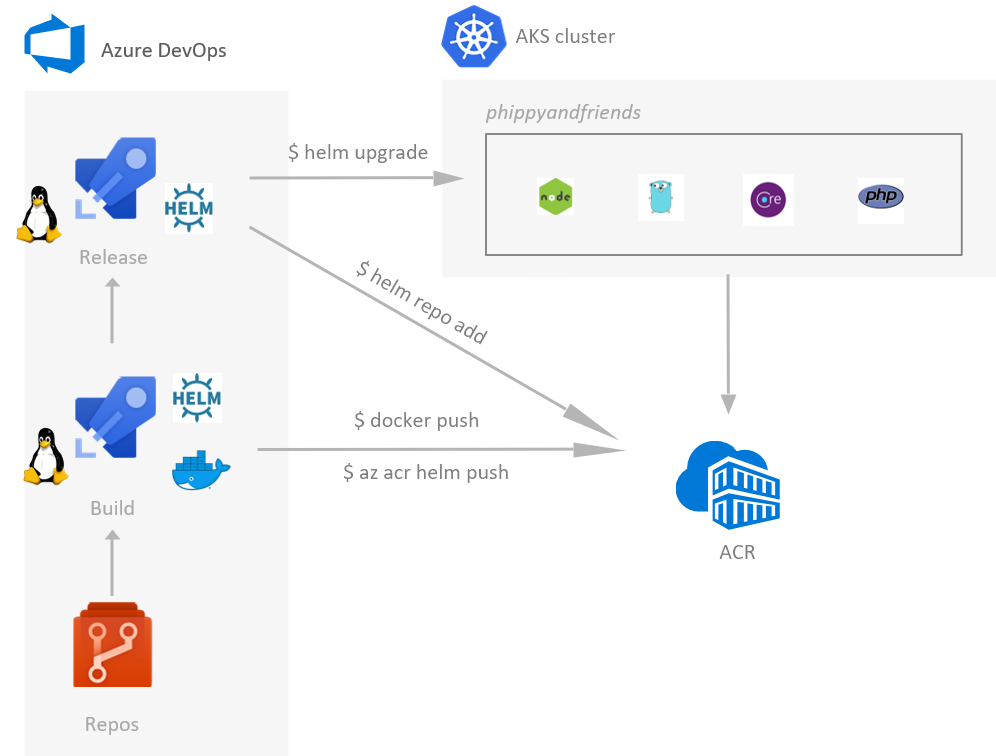 Azure DevOps
AKS cluster
phippyandfriends
$ helm upgrade
HELM
node
Core
php
Release
$ helm repo add
HELM
$ docker push
$ az acr helm push
Build
ACR
Repos